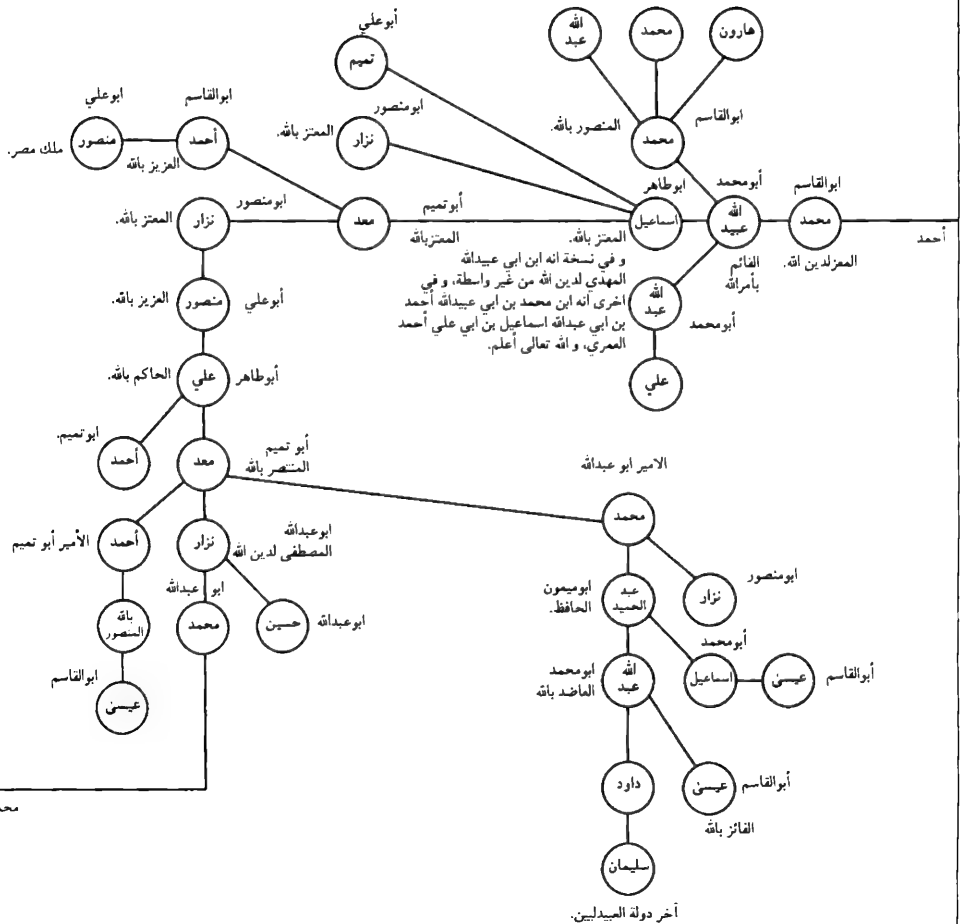 أبوعلي
تميم
الله
عبد
محمد
هارون
ابومنصور
نزار
المعتز بالله.
المنصور بالله.
محمد
ابوالقاسم
ابوعلي
منصور
ملك مصر.
ابوالقاسم
أحمد
العزيز بالله
ابوطاهر
اسماعيل
أبومحمد
الله
عبيد
القائم
بأمرالله
ابوالقاسم
محمد
المعزلدين الله.
أحمد
أبوتميم
معد
المعتزبالله
ابومنصور
نزار
المعتز بالله.
المعتز بالله.
و في نسخة انه ابن ابي عبيدالله
المهدي لدين الله من غير واسطة، و في
اخرى انه ابن محمد بن ابي عبيدالله أحمد
بن ابي عبدالله اسماعيل بن ابي علي أحمد
العمري، و الله تعالى أعلم.
الله
عبد
أبومحمد
علي
أبوعلي
منصور
العزيز بالله.
أبوطاهر
علي
الحاكم بالله.
ابوتميم.
أحمد
أبو تميم
المنتصر بالله
معد
الامير ابو عبدالله
محمد
الأمير أبو تميم
أحمد
نزار
ابوعبدالله
المصطفى لدين الله
ابومنصور
نزار
ابوميمون
الحافظ.
عبد
الحميد
بالله
المنصور
ابو عبدالله
محمد
حسين
ابوعبدالله
أبومحمد
اسماعيل
عيسىٰ
أبوالقاسم
ابوالقاسم
عيسىٰ
ابومحمد
العاضد بالله
الله
عبد
داود
عيسىٰ
أبوالقاسم
الفائز بالله
سليمان
آخر دولة العبيدليين.